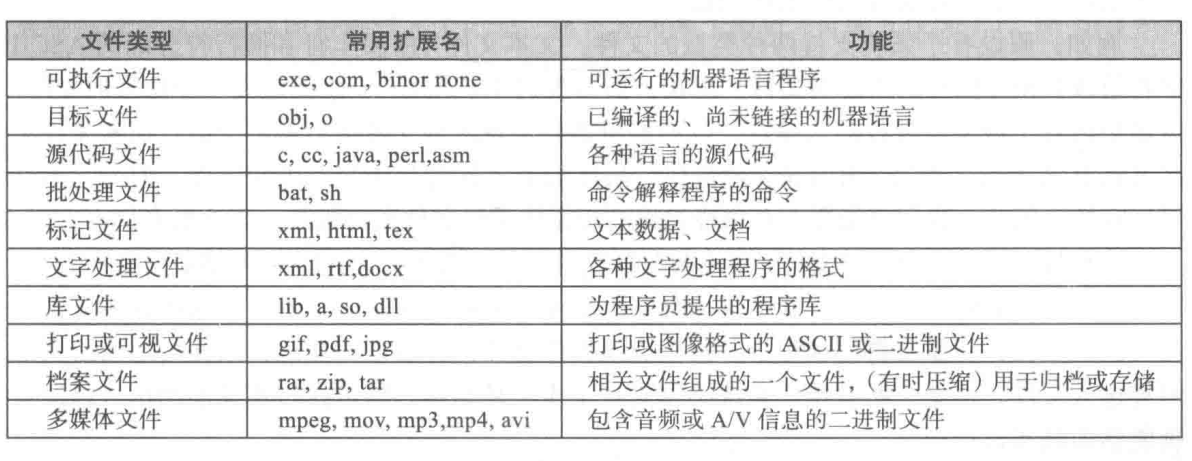 文件类型 常用扩展名 功能
可执行文件 exe, com, binor none 可运行的机器语言程序
目标文件 obj, o 已编译的、尚未链接的机器语言
源代码文件 c, cc, java, perl,asm 各种语言的源代码
批处理文件 bat, sh 命令解释程序的命令
标记文件 xml, html, tex 文本数据、文档
文字处理文件 xml, rtf,docx 各种文字处理程序的格式
库文件 lib, a, so, dll 为程序员提供的程序库
打印或可视文件 gif, pdf, jpg 打印或图像格式的 ASCII 或二进制文件
档案文件 rar, zip, tar 相关文件组成的一个文件，（有时压缩）用于归档或存储
多媒体文件 mpeg, mov, mp3,mp4, avi 包含音频或 A/V 信息的二进制文件